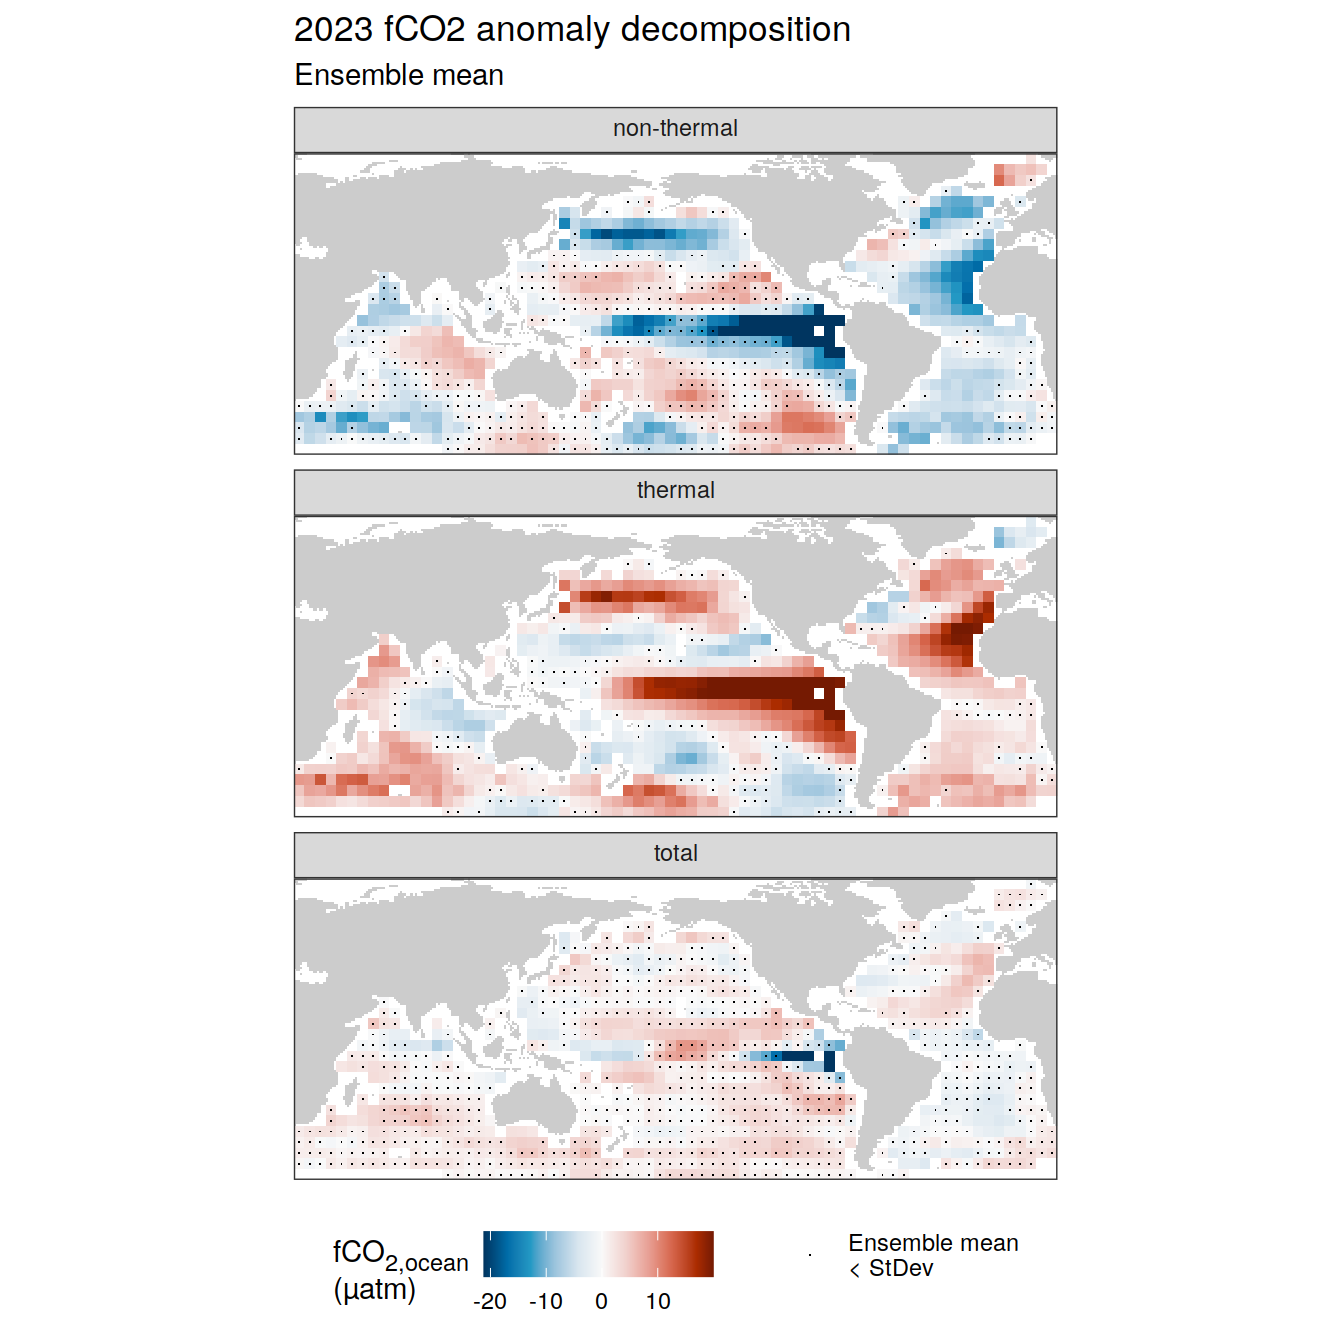 2023 fCO2 anomaly decomposition
Ensemble mean
non-thermal
thermal
total
fCO2,ocean
(µatm)
-20 -10 0 10
Ensemble mean
< StDev